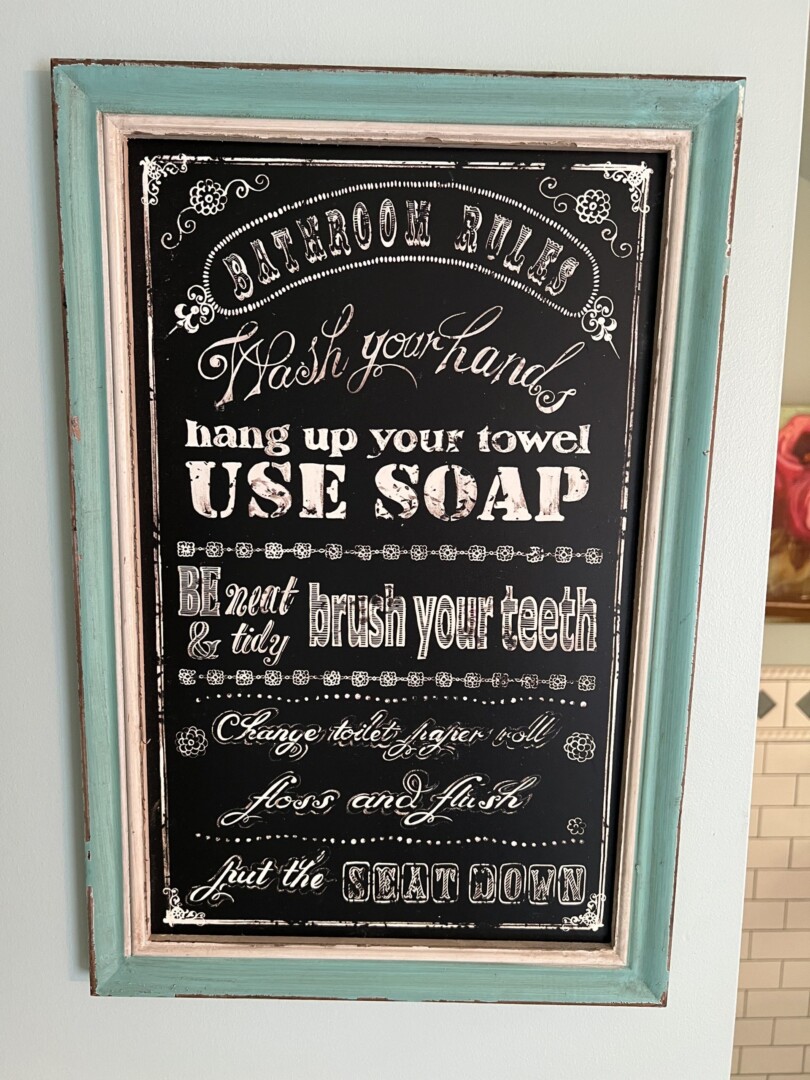 BATHROOM RULES
Wash your hands
hang up your towel
USE SOAP
BE neat
& tidy
brush your teeth
Change toilet paper roll
floss and flush
put the SEAT DOWN